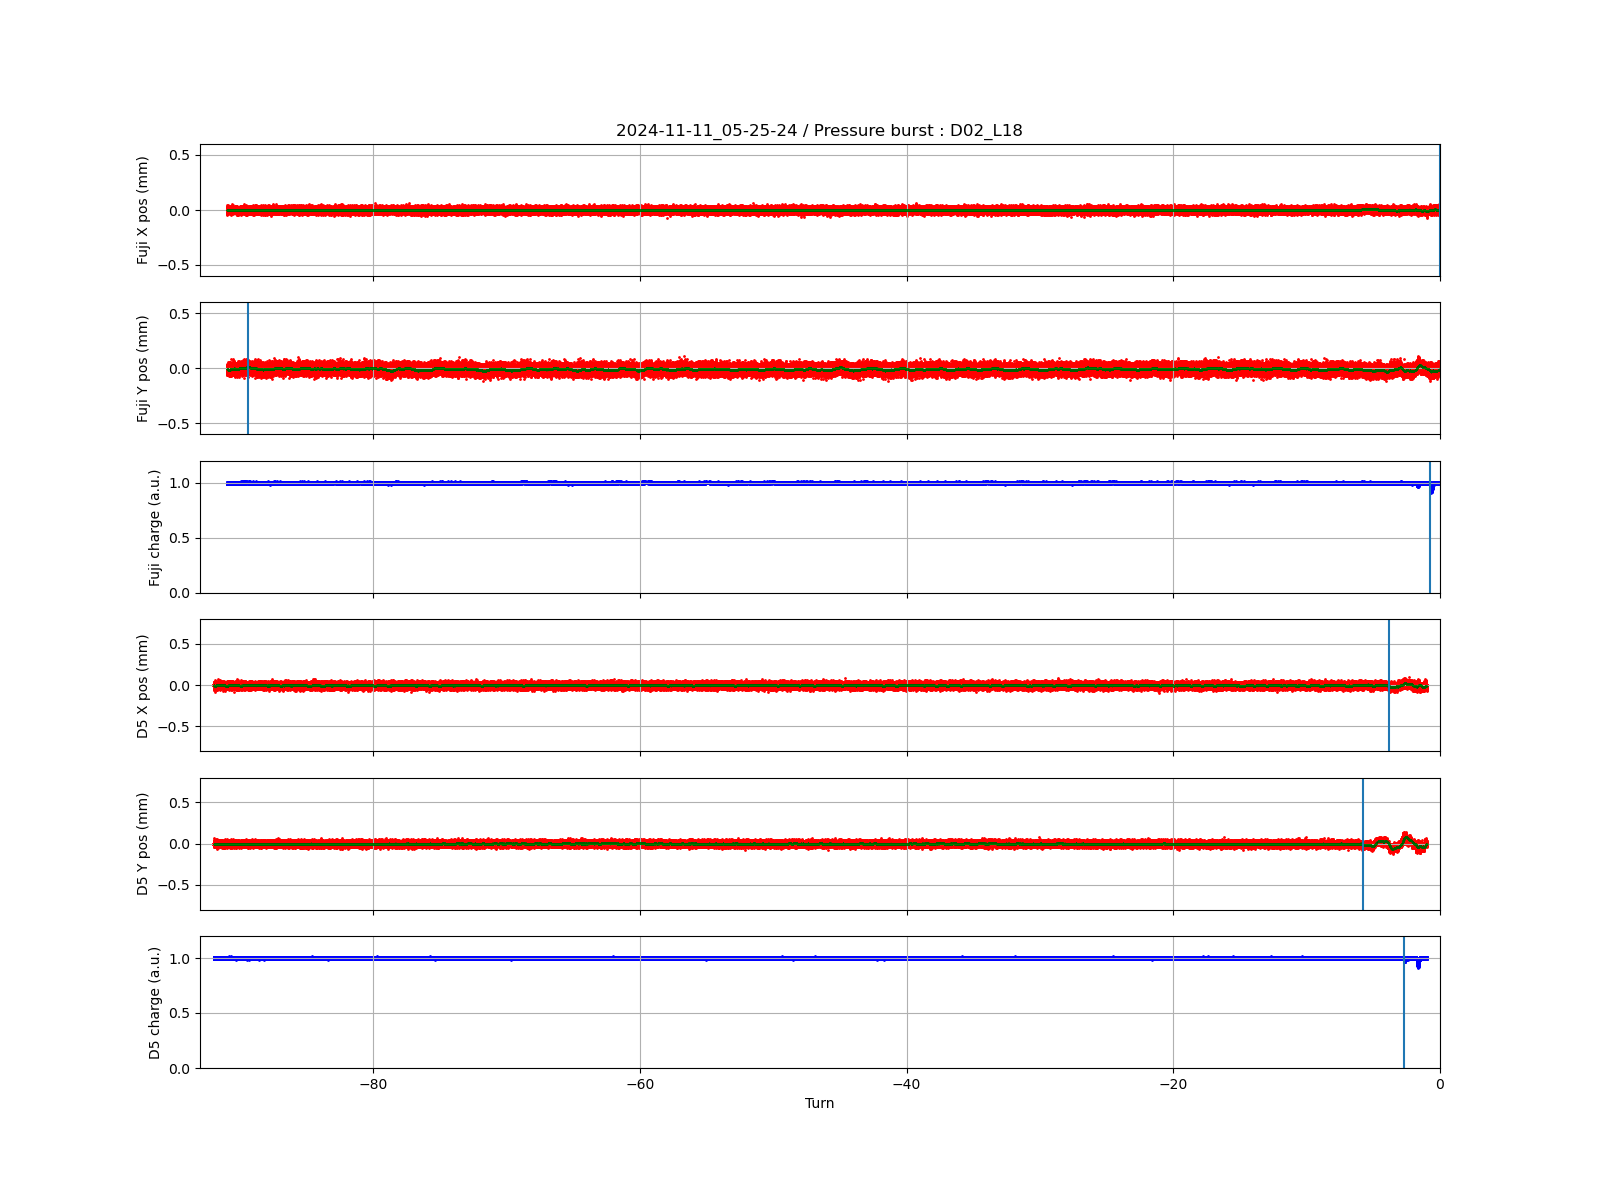 2024-11-11_05-25-24 / Pressure burst : D02_L18
Fuji X pos (mm)
0.5
0.0
−0.5
Fuji Y pos (mm)
0.5
0.0
−0.5
Fuji charge (a.u.)
1.0
0.5
0.0
D5 X pos (mm)
0.5
0.0
−0.5
D5 Y pos (mm)
0.5
0.0
−0.5
D5 charge (a.u.)
1.0
0.5
0.0
−80 −60 −40 −20 0
Turn